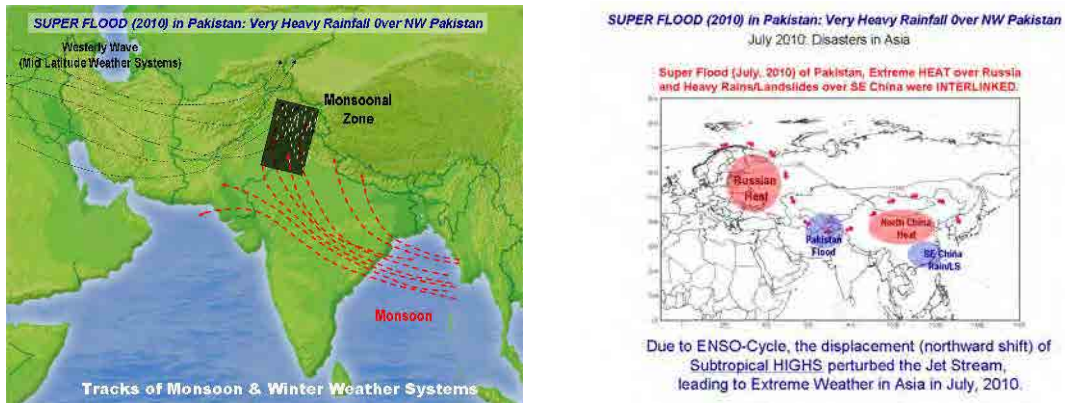 SUPER FLOOD (2010) in Pakistan: Very Heavy Rainfall 0ver NW Pakistan
Westerly Wave
(Mid Latitude Weather Systems)
Monsoonal
Zone
Monsoon
Tracks of Monsoon & Winter Weather Systems
SUPER FLOOD (2010) in Pakistan: Very Heavy Rainfall 0ver NW Pakistan
July 2010: Disasters in Asia
Super Flood (July, 2010) of Pakistan, Extreme HEAT over Russia
and Heavy Rains/Landslides over SE China were INTERLINKED.
Russian
Heat
North China
Heat
Pakistan
Flood
SE China
Rain/LS
Due to ENSO-Cycle, the displacement (northward shift) of
Subtropical HIGHS perturbed the Jet Stream,
leading to Extreme Weather in Asia in July, 2010.